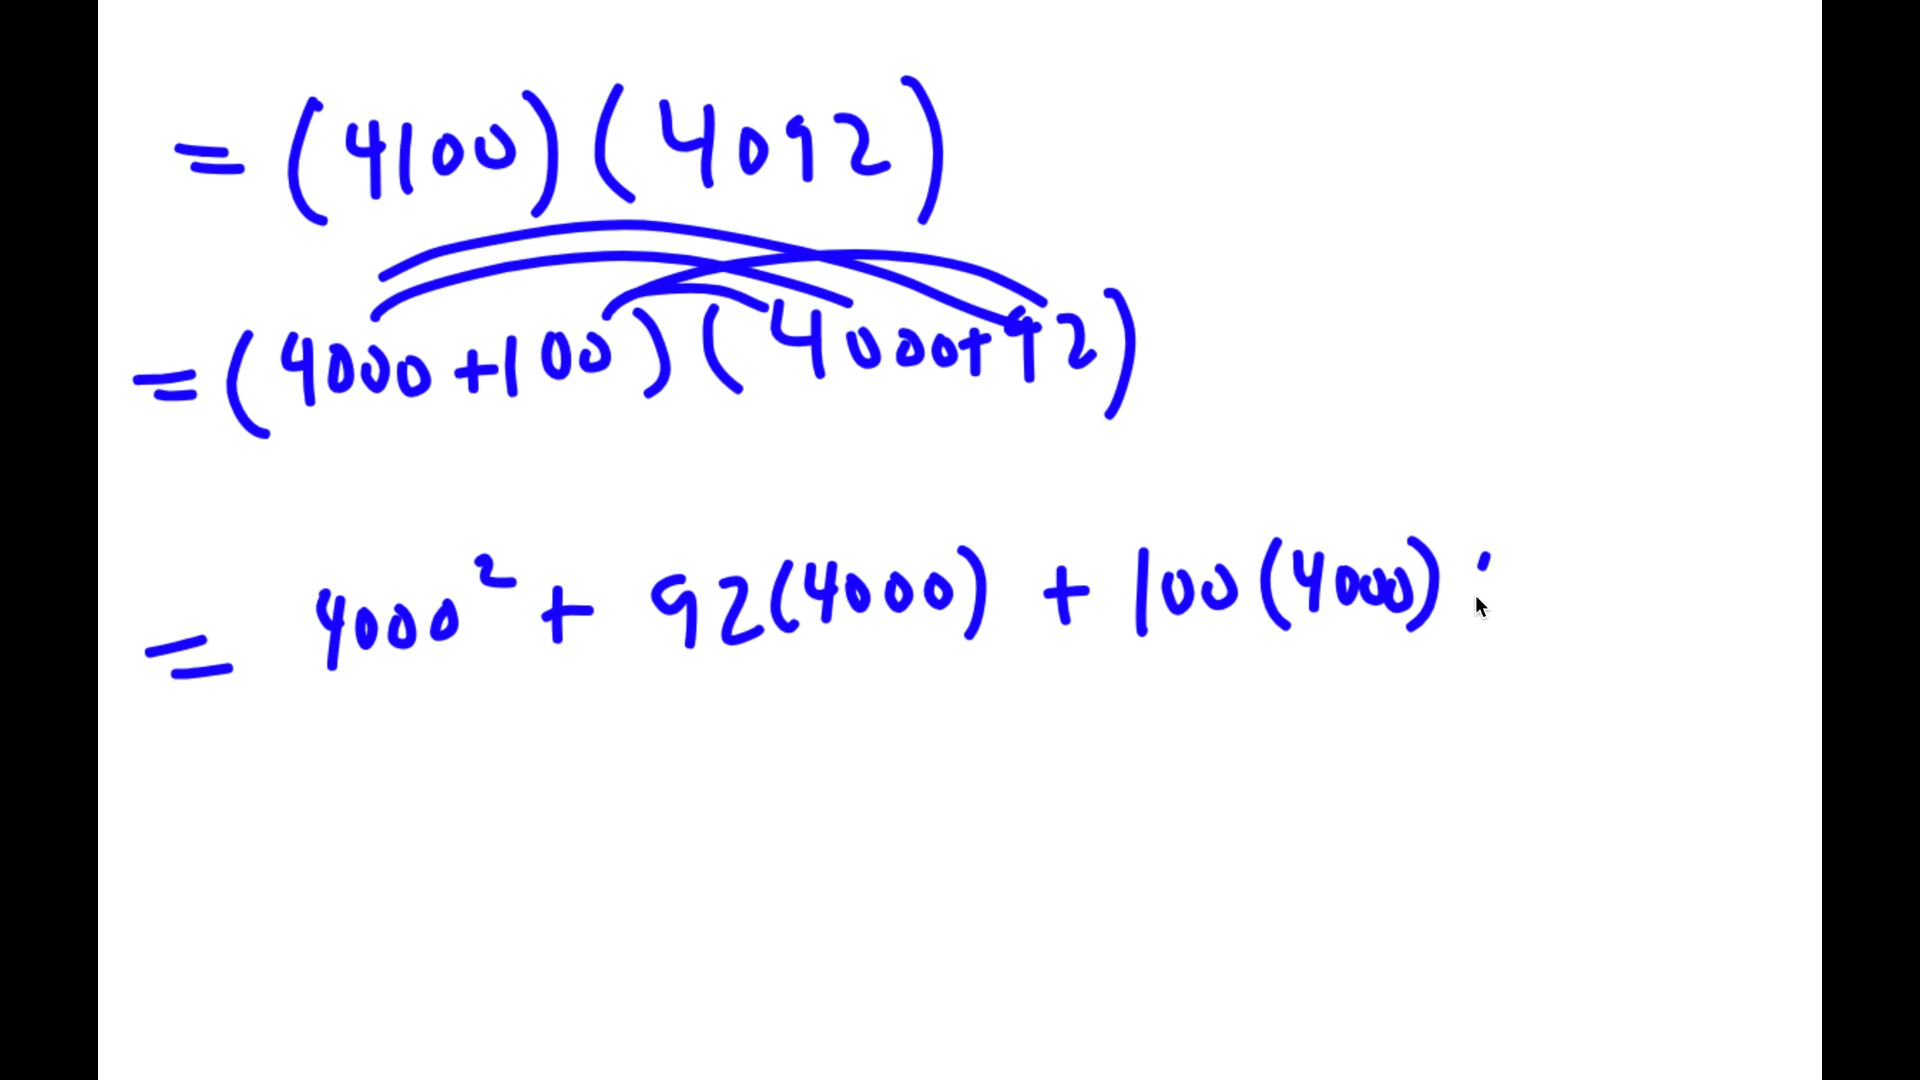 = (4100)(4092)
= (4000+100)(4000+92)
= 4000² + 92(4000) + 100(4000)